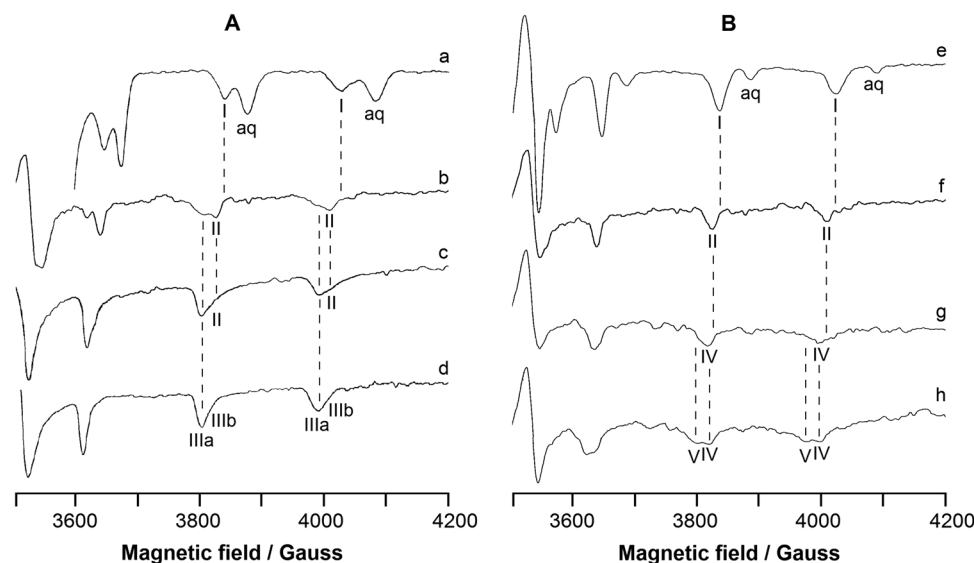 A
B
a
I
aq
I
aq
b
II
II
c
II
II
d
IIIa
IIIb
IIIa
IIIb
3600
3800
4000
4200
Magnetic field / Gauss
e
I
aq
I
aq
f
II
II
g
IV
IV
h
V
IV
V
IV
3600
3800
4000
4200
Magnetic field / Gauss